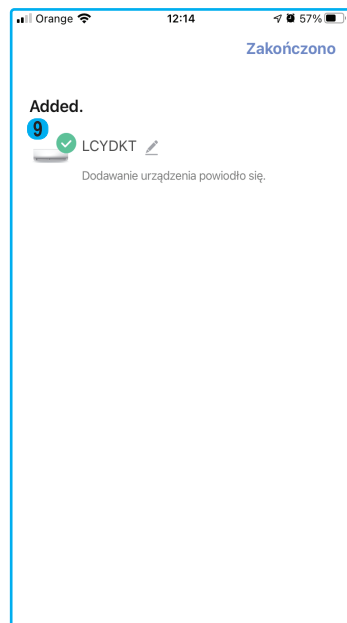 Orange 12:14 57%
Zakończono
Added.
9
LCYDKT
Dodawanie urządzenia powiodło się.